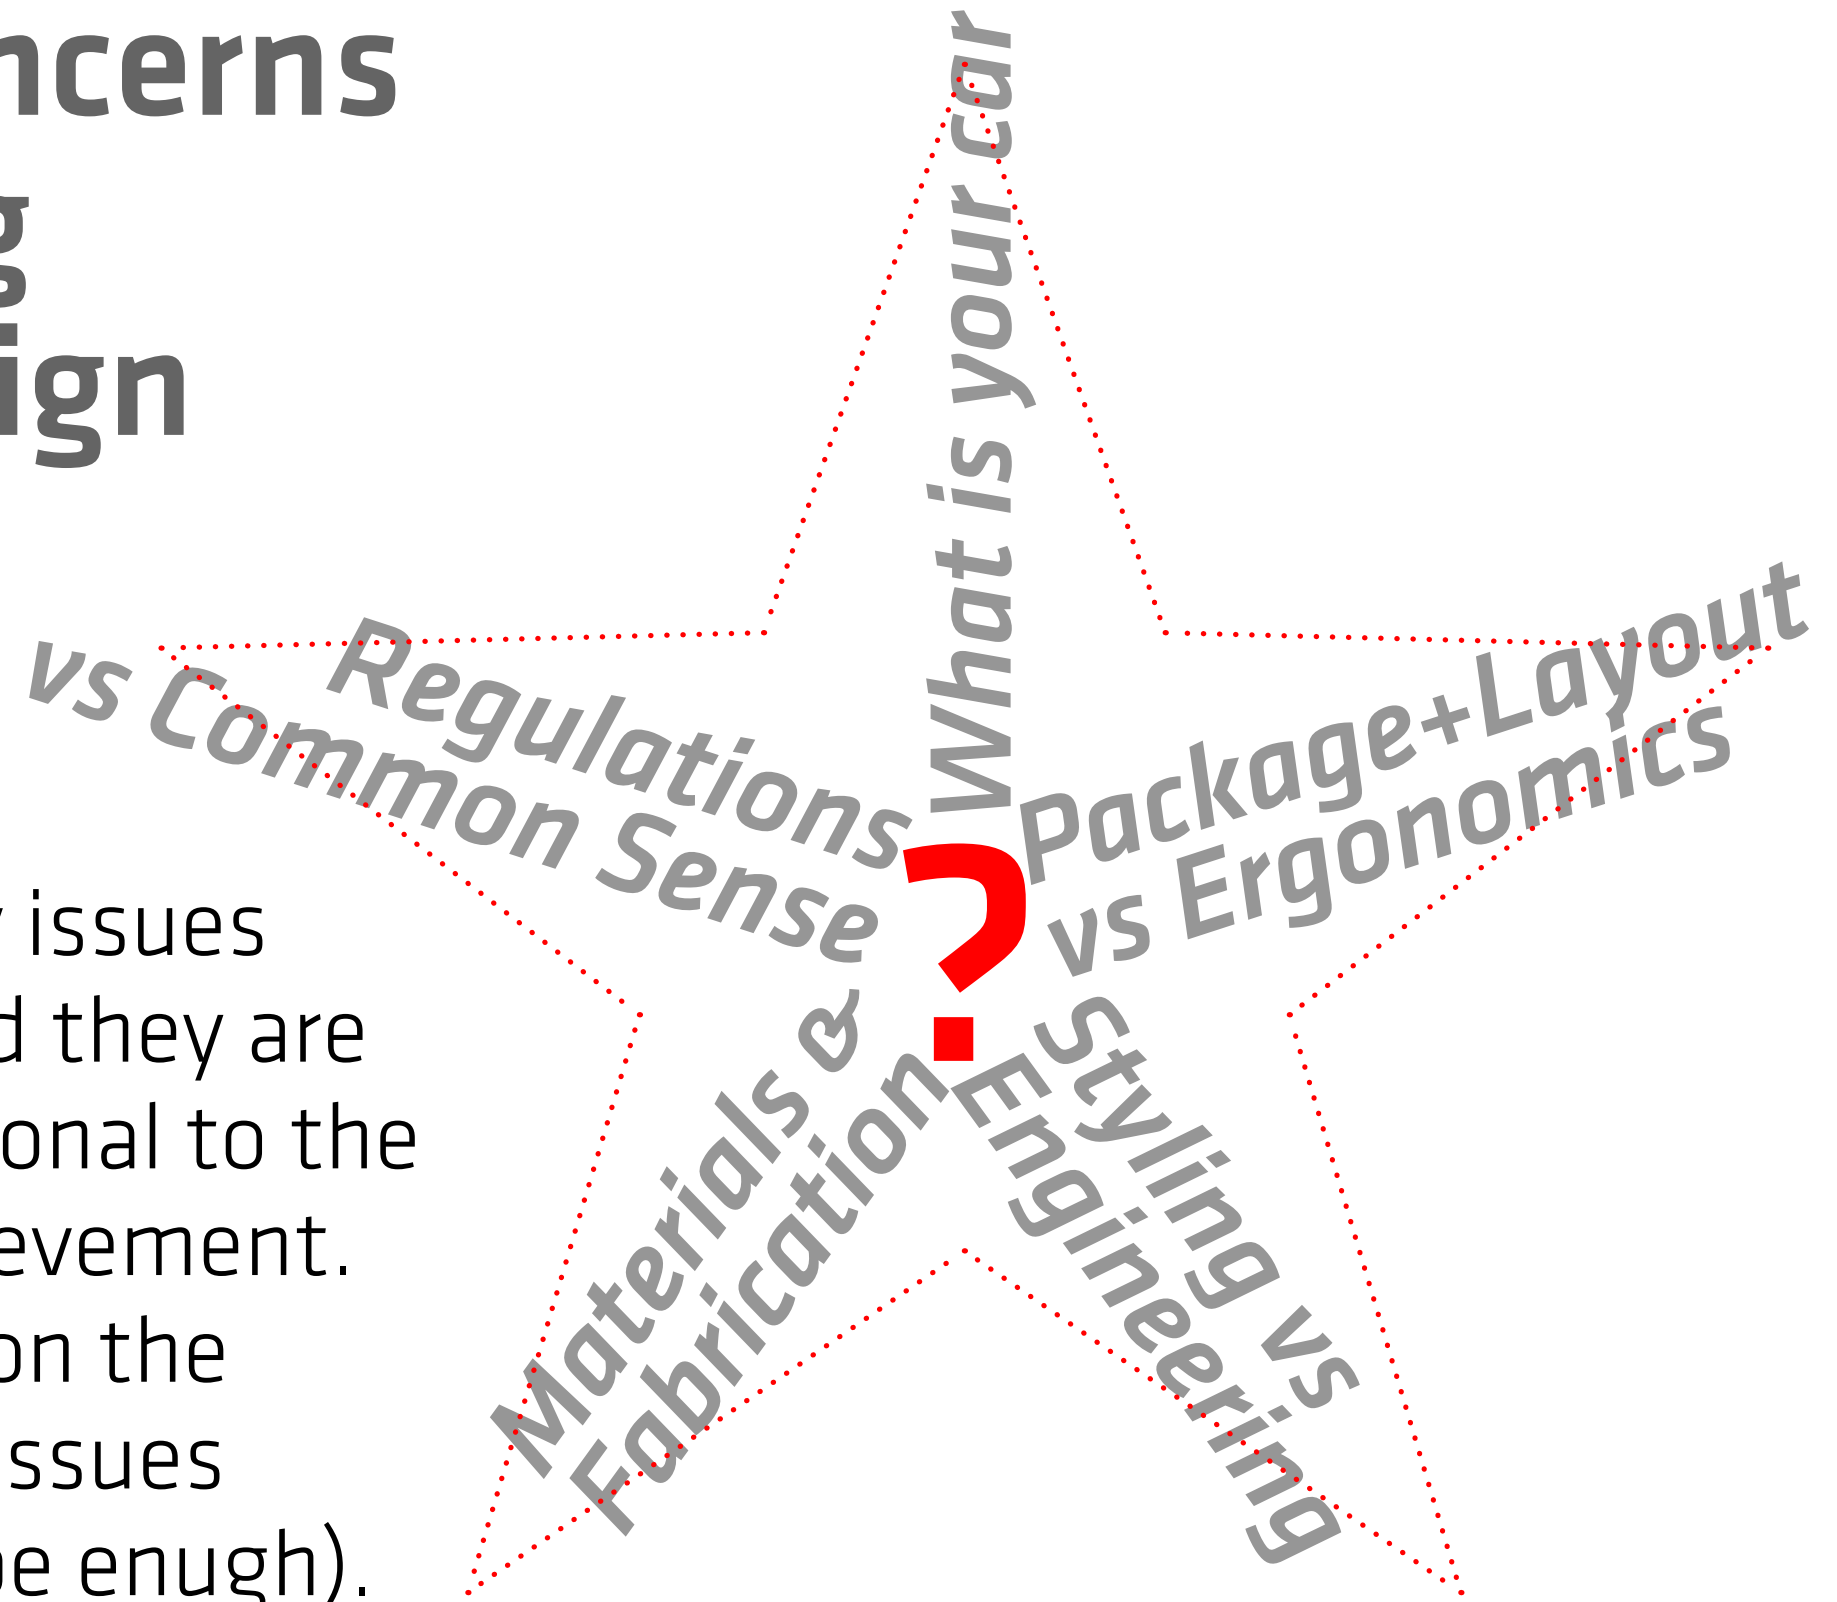 ncerns
g
ign
y issues
d they are
onal to the
evement.
on the
ssues
be enugh).
What is your car
?
Package+Layout
vs Ergonomics
Styling vs
Engineering
Materials &
Fabrication
Regulations
vs Common Sense